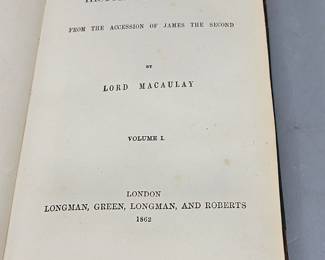 FROM THE ACCESSION OF JAMES THE SECOND
BY
LORD MACAULAY
VOLUME I.
LONDON
LONGMAN, GREEN, LONGMAN, AND ROBERTS
1862